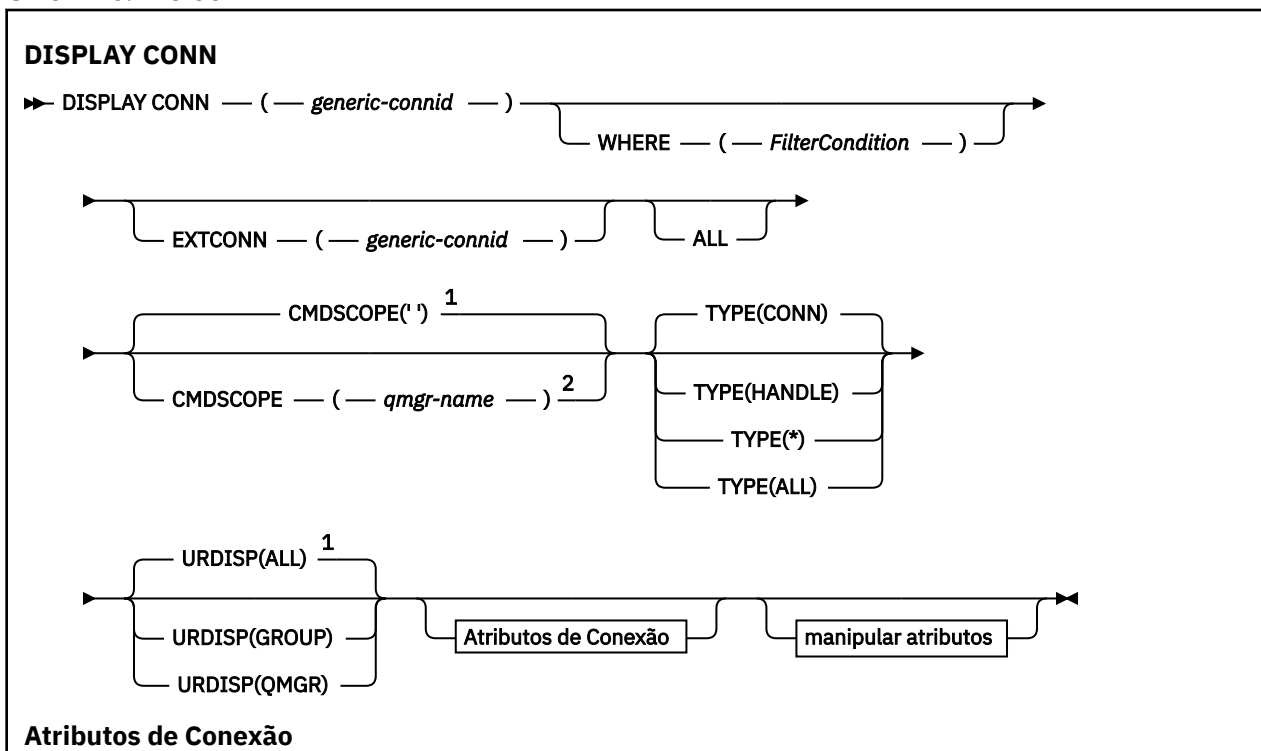 DISPLAY CONN
DISPLAY CONN ( generic-connid )
WHERE ( FilterCondition )
EXTCONN ( generic-connid )
ALL
CMDSCOPE(' ') 1
CMDSCOPE ( qmgr-name ) 2
TYPE(CONN)
TYPE(HANDLE)
TYPE(*)
TYPE(ALL)
URDISP(ALL) 1
URDISP(GROUP)
URDISP(QMGR)
Atributos de Conexão
manipular atributos
Atributos de Conexão